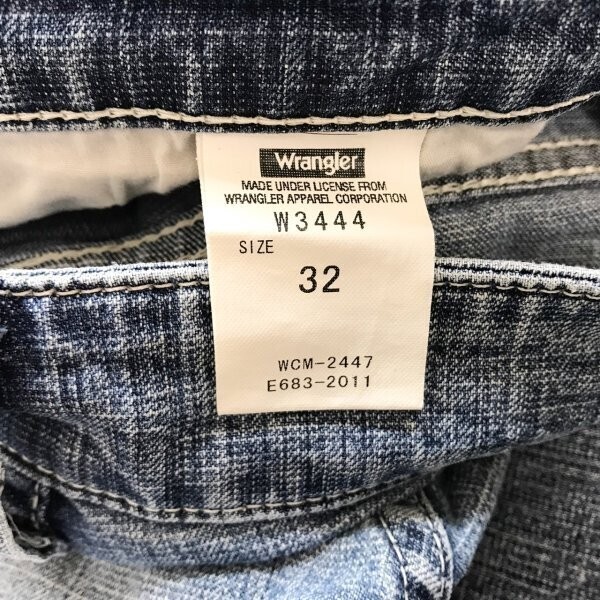 Wrangler
MADE UNDER LICENSE FROM
WRANGLER APPAREL CORPORATION
W3444
SIZE
32
WCM-2447
E683-2011